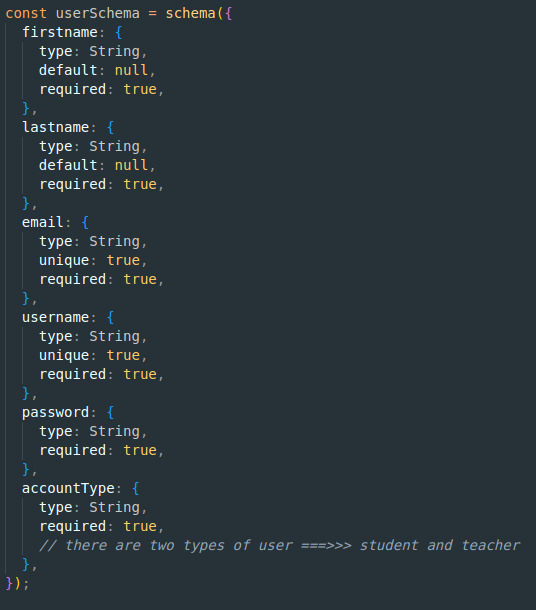 const userSchema = schema({
firstname: {
type: String,
default: null,
required: true,
},
lastname: {
type: String,
default: null,
required: true,
},
email: {
type: String,
unique: true,
required: true,
},
username: {
type: String,
unique: true,
required: true,
},
password: {
type: String,
required: true,
},
accountType: {
type: String,
required: true,
// there are two types of user ===>>> student and teacher
},
});